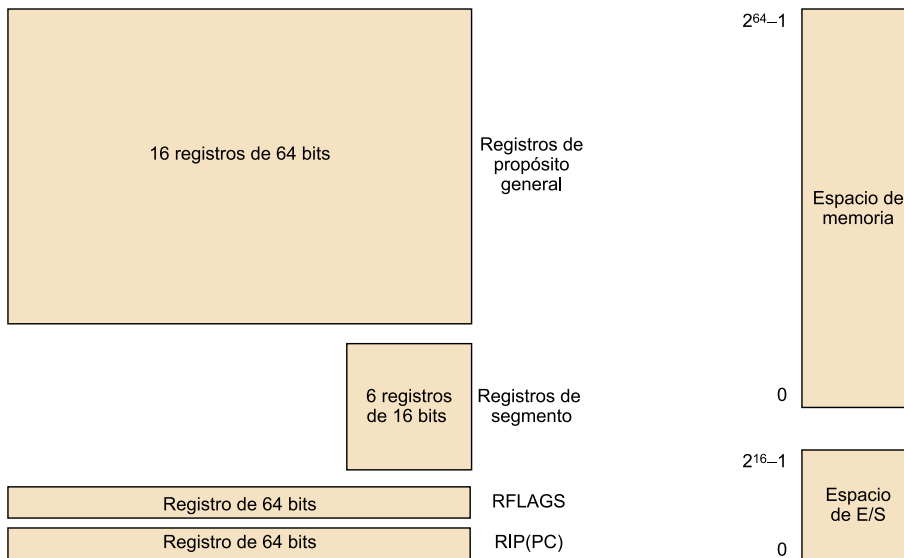 16 registros de 64 bits
Registros de
propósito
general
6 registros
de 16 bits
Registros de
segmento
Registro de 64 bits
RFLAGS
Registro de 64 bits
RIP(PC)
2⁶⁴–1
Espacio de
memoria
0
2¹⁶–1
Espacio
de E/S
0